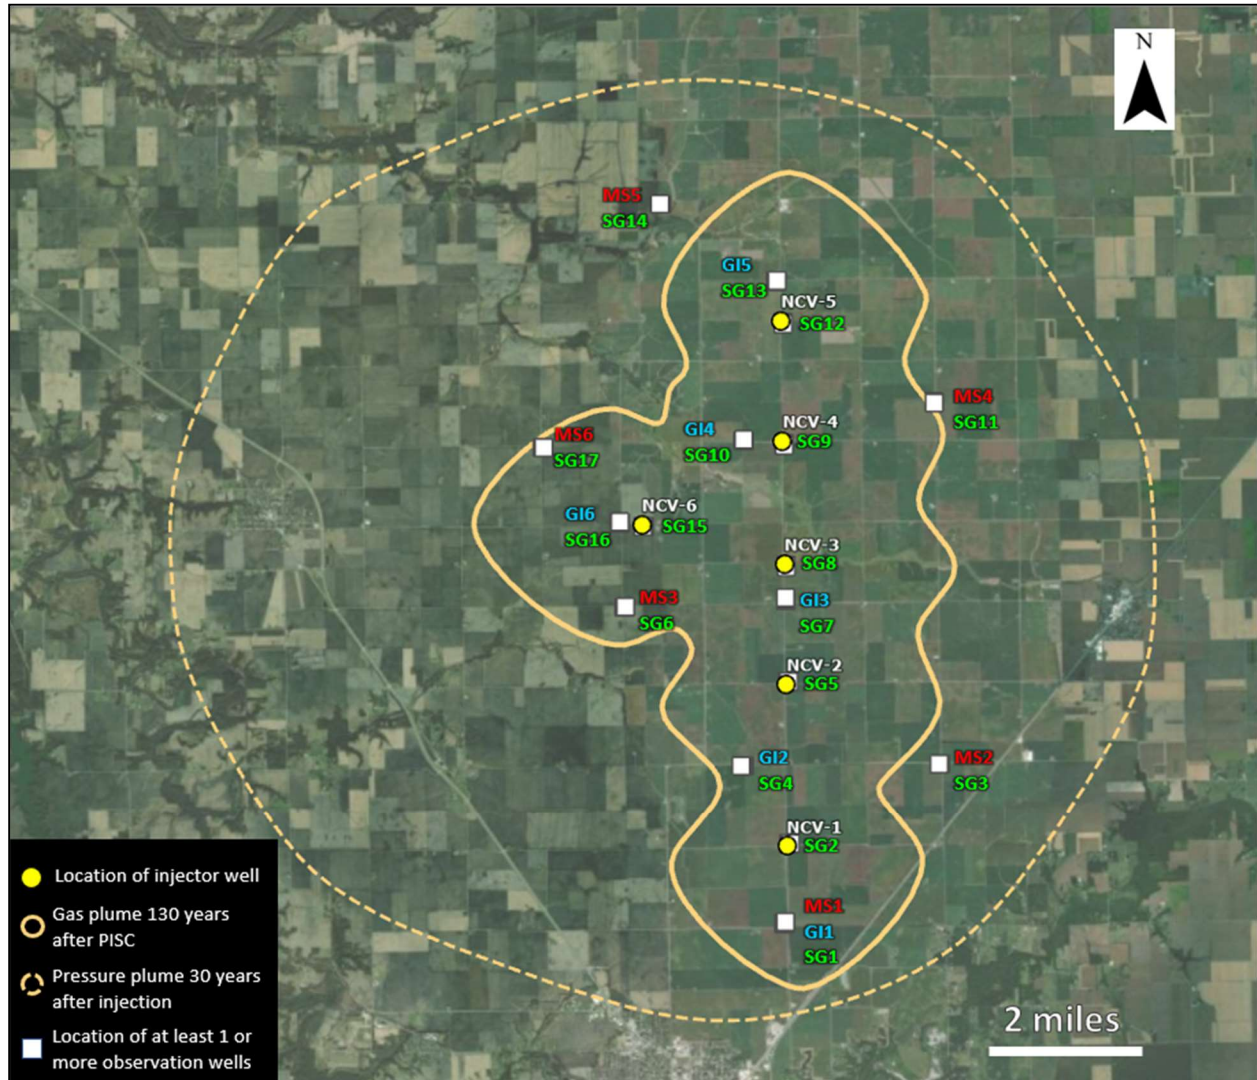 N
MS5
SG14
GI5
SG13
NCV-5
SG12
MS4
SG11
NCV-4
GI4
SG9
SG10
MS6
SG17
NCV-6
GI6
SG15
SG16
NCV-3
SG8
MS3
GI3
SG6
SG7
NCV-2
SG5
GI2
SG4
MS2
SG3
NCV-1
SG2
MS1
GI1
SG1
2 miles
Location of injector well
Gas plume 130 years
after PISC
Pressure plume 30 years
after injection
Location of at least 1 or
more observation wells